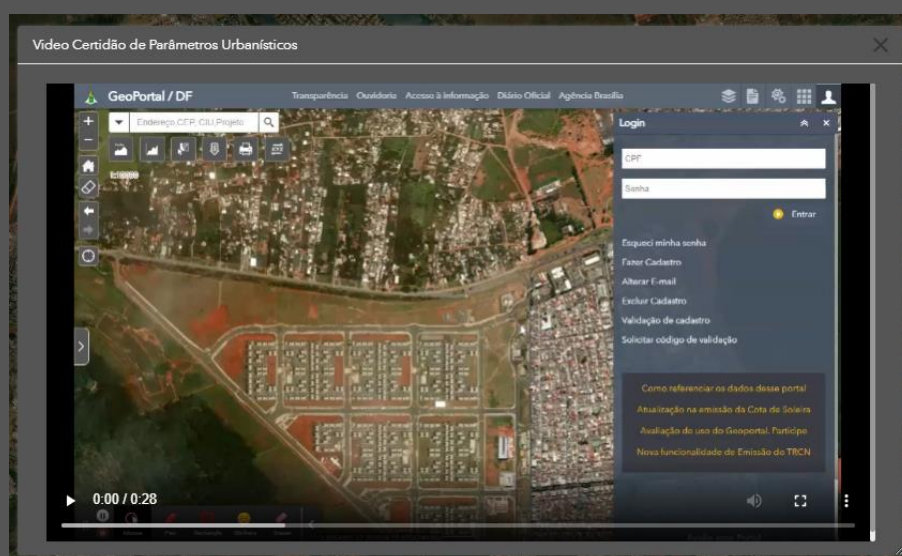 Video Certidão de Parâmetros Urbanísticos
GeoPortal / DF
Transparência Ouvidoria Acesso à Informação Diário Oficial Agência Brasília
Endereço, CEP, CIU, Projeto
Login
CPF
Senha
Entrar
Esqueci minha senha
Fazer Cadastro
Alterar E-mail
Excluir Cadastro
Validação de cadastro
Solicitar código de validação
Como referenciar os dados desse portal
Atualização na emissão da Cota de Soleira
Avaliação de uso do Geoportal. Participe
Nova funcionalidade de Emissão do TRCN
0:00 / 0:28